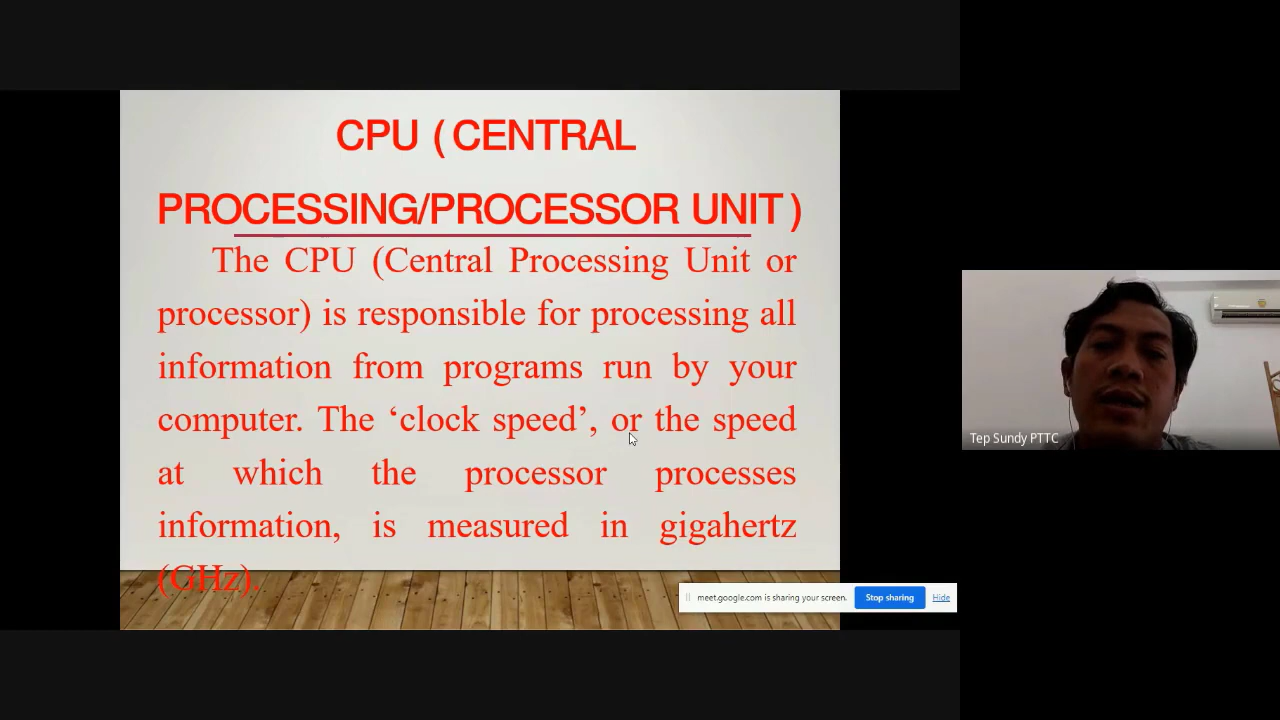 CPU ( CENTRAL
PROCESSING/PROCESSOR UNIT )
The CPU (Central Processing Unit or
processor) is responsible for processing all
information from programs run by your
computer. The ‘clock speed’, or the speed
at which the processor processes
information, is measured in gigahertz
(GHz).
meet.google.com is sharing your screen.
Stop sharing
Hide
Tep Sundy PTTC